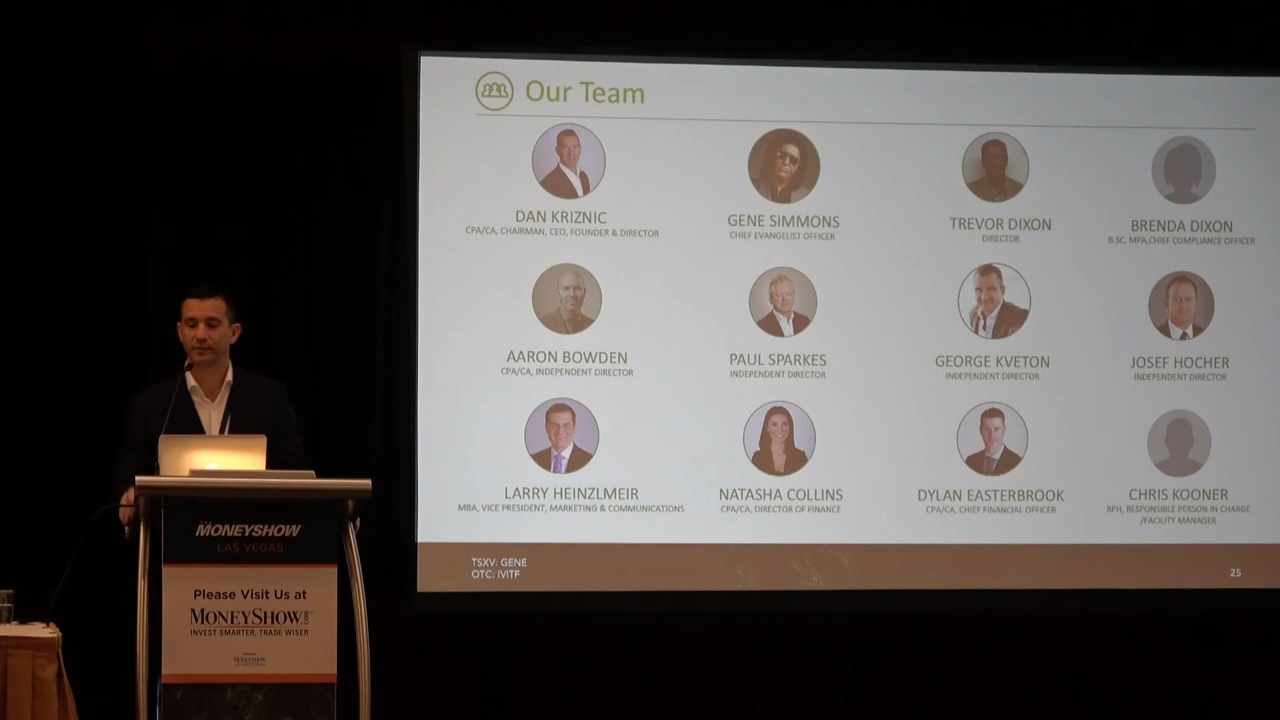 Our Team
DAN KRIZNIC
CPA/CA, CHAIRMAN, CEO, FOUNDER & DIRECTOR
GENE SIMMONS
CHIEF EVANGELIST OFFICER
TREVOR DIXON
DIRECTOR
BRENDA DIXON
B.SC, MPA,CHIEF COMPLIANCE OFFICER
AARON BOWDEN
CPA/CA, INDEPENDENT DIRECTOR
PAUL SPARKES
INDEPENDENT DIRECTOR
GEORGE KVETON
INDEPENDENT DIRECTOR
JOSEF HOCHER
INDEPENDENT DIRECTOR
LARRY HEINZLMEIR
MBA, VICE PRESIDENT, MARKETING & COMMUNICATIONS
NATASHA COLLINS
CPA/CA, DIRECTOR OF FINANCE
DYLAN EASTERBROOK
CPA/CA, CHIEF FINANCIAL OFFICER
CHRIS KOONER
RPH, RESPONSIBLE PERSON IN CHARGE
/FACILITY MANAGER
TSXV: GENE
OTC: IVITF
25
MONEYSHOW
LAS VEGAS
Please Visit Us at
MONEYSHOW.COM
INVEST SMARTER, TRADE WISER